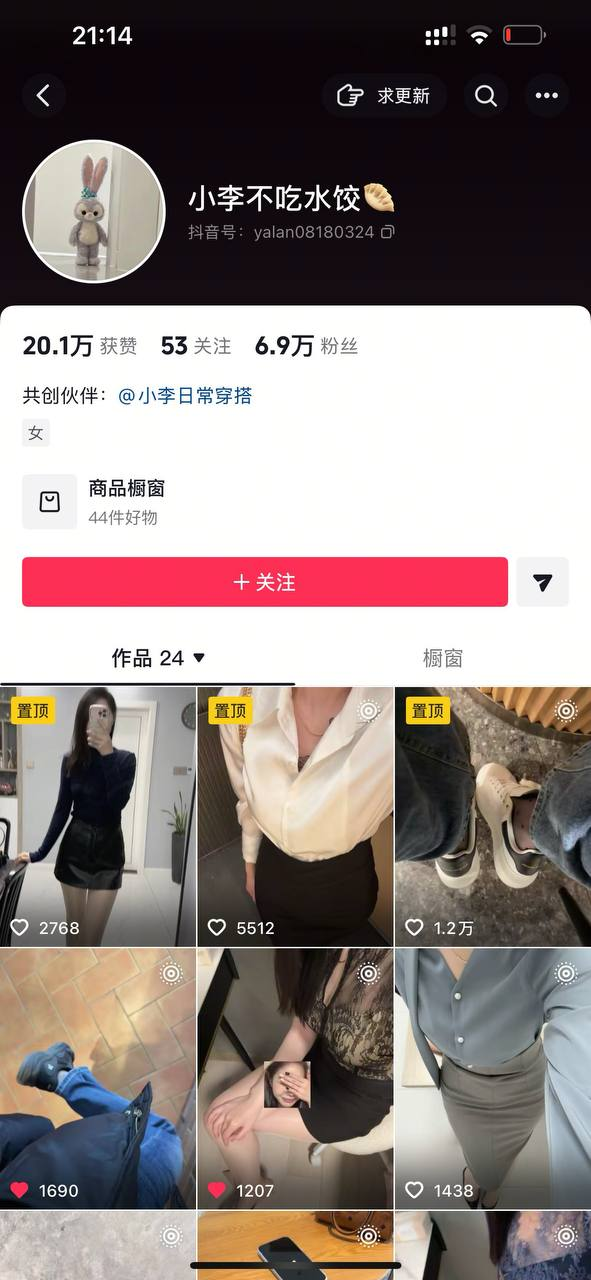 21:14
求更新
小李不吃水饺🥟
抖音号：yalan08180324
20.1万 获赞 53 关注 6.9万 粉丝
共创伙伴：@小李日常穿搭
女
商品橱窗
44件好物
+ 关注
作品 24 ▼ 橱窗
置顶 置顶 置顶
2768 5512 1.2万
1690 1207 1438